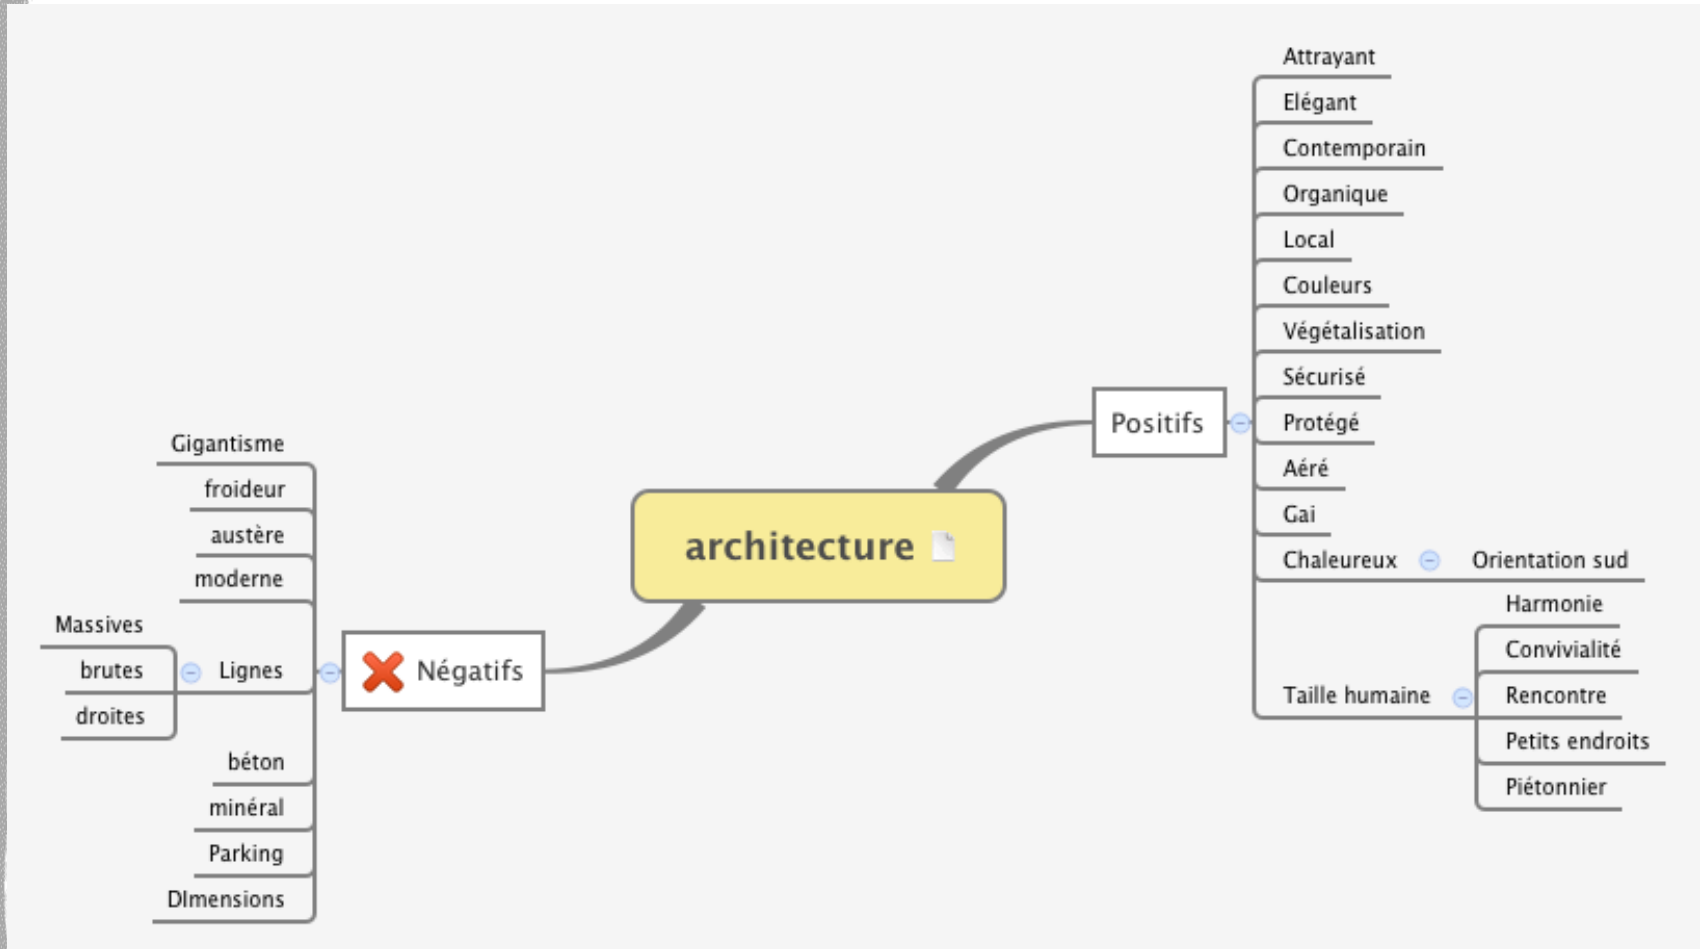 architecture
Positifs
Attrayant
Elégant
Contemporain
Organique
Local
Couleurs
Végétalisation
Sécurisé
Protégé
Aéré
Gai
Chaleureux
Orientation sud
Taille humaine
Harmonie
Convivialité
Rencontre
Petits endroits
Piétonnier
Négatifs
Gigantisme
froideur
austère
moderne
Lignes
Massives
brutes
droites
béton
minéral
Parking
DImensions